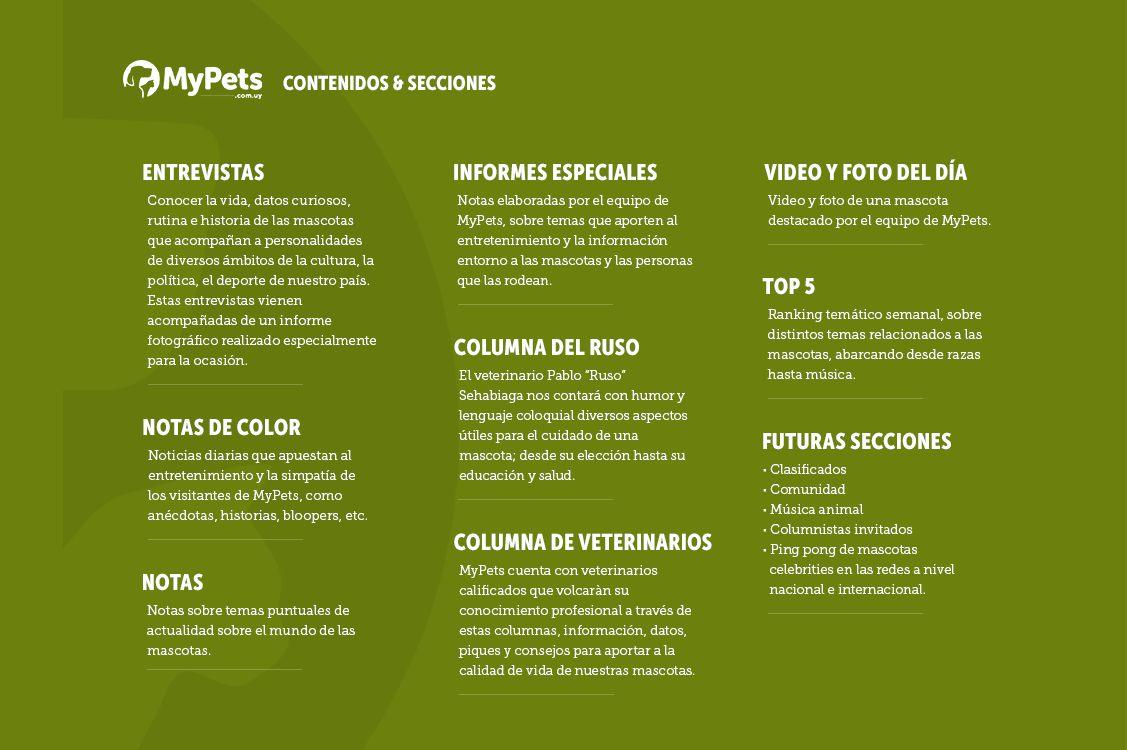 MyPets
.com.uy
CONTENIDOS & SECCIONES
ENTREVISTAS
Conocer la vida, datos curiosos,
rutina e historia de las mascotas
que acompañan a personalidades
de diversos ámbitos de la cultura, la
política, el deporte de nuestro país.
Estas entrevistas vienen
acompañadas de un informe
fotográfico realizado especialmente
para la ocasión.
NOTAS DE COLOR
Noticias diarias que apuestan al
entretenimiento y la simpatía de
los visitantes de MyPets, como
anécdotas, historias, bloopers, etc.
NOTAS
Notas sobre temas puntuales de
actualidad sobre el mundo de las
mascotas.
INFORMES ESPECIALES
Notas elaboradas por el equipo de
MyPets, sobre temas que aporten al
entretenimiento y la información
entorno a las mascotas y las personas
que las rodean.
COLUMNA DEL RUSO
El veterinario Pablo “Ruso”
Sehabiaga nos contará con humor y
lenguaje coloquial diversos aspectos
útiles para el cuidado de una
mascota; desde su elección hasta su
educación y salud.
COLUMNA DE VETERINARIOS
MyPets cuenta con veterinarios
calificados que volcaràn su
conocimiento profesional a través de
estas columnas, información, datos,
piques y consejos para aportar a la
calidad de vida de nuestras mascotas.
VIDEO Y FOTO DEL DÍA
Video y foto de una mascota
destacado por el equipo de MyPets.
TOP 5
Ranking temático semanal, sobre
distintos temas relacionados a las
mascotas, abarcando desde razas
hasta música.
FUTURAS SECCIONES
· Clasificados
· Comunidad
· Música animal
· Columnistas invitados
· Ping pong de mascotas
celebrities en las redes a nivel
nacional e internacional.